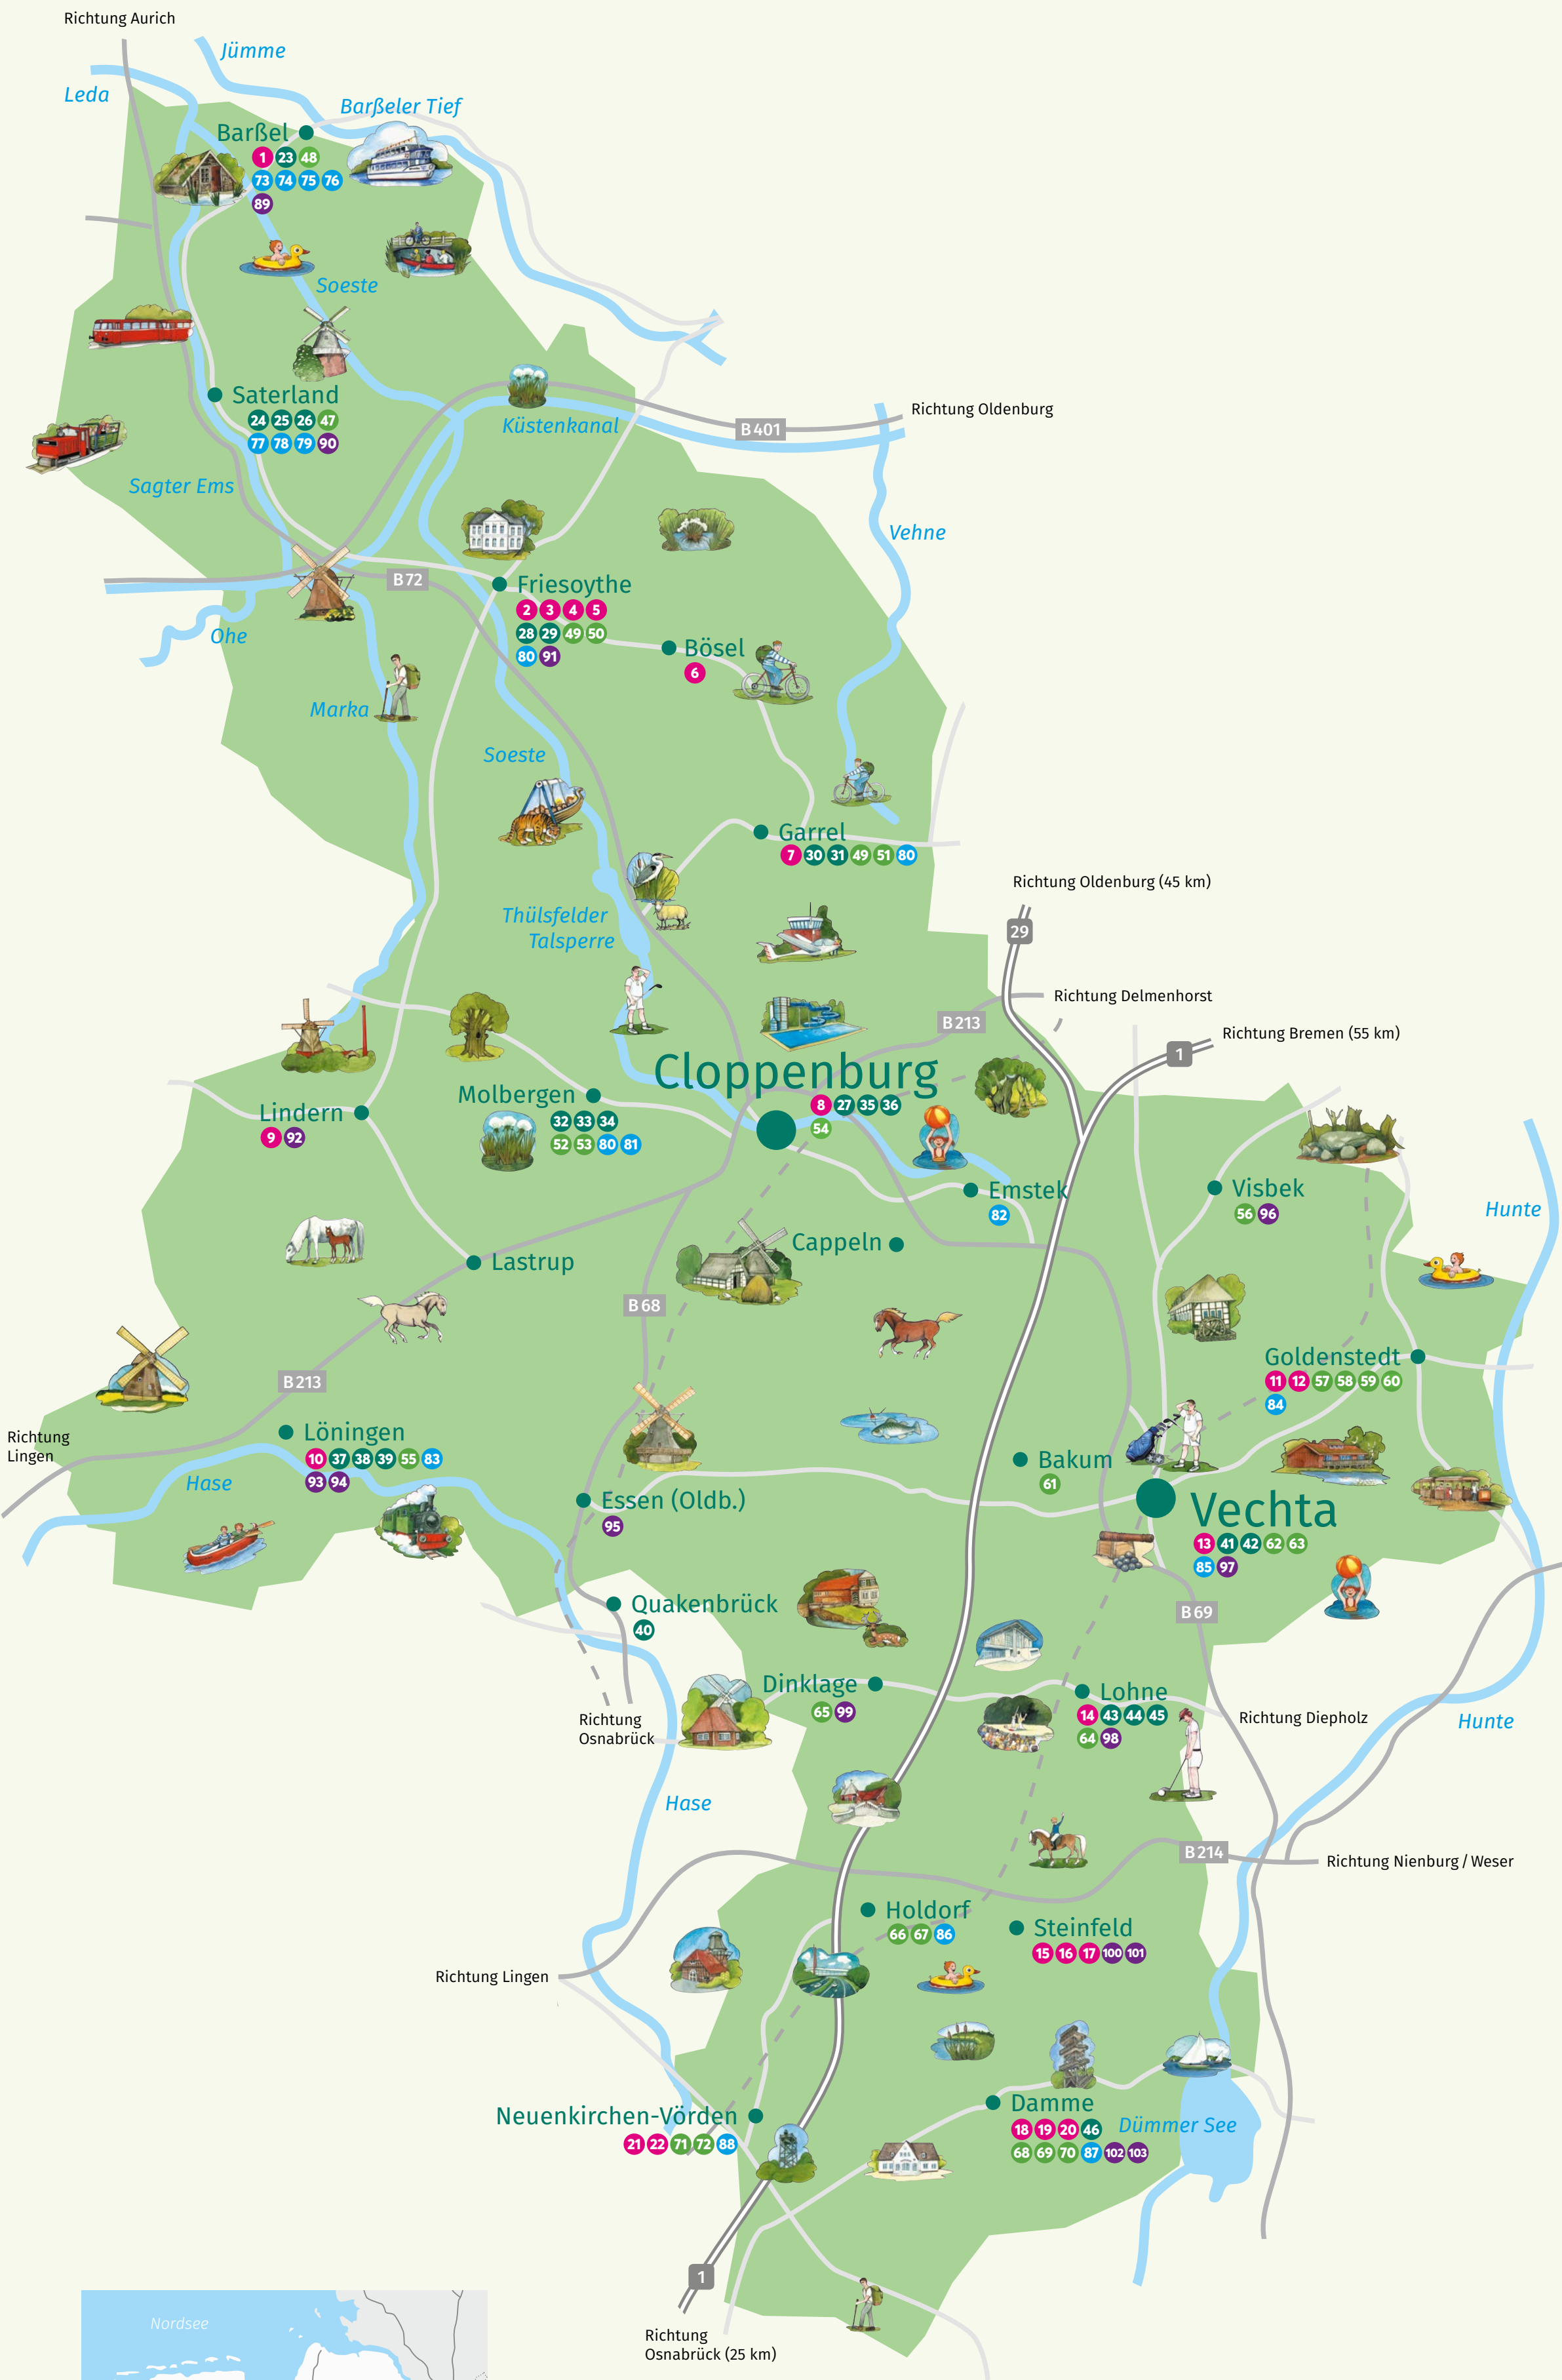 Richtung Aurich
Jümme
Leda
Barßeler Tief
Barßel
1 23 48
73 74 75 76
89
Soeste
Saterland
24 25 26 47
77 78 79 90
Küstenkanal
B 401
Richtung Oldenburg
Sagter Ems
Vehne
B 72
Friesoythe
2 3 4 5
28 29 49 50
80 91
Ohe
Bösel
6
Marka
Soeste
Garrel
7 30 31 49 51 80
Richtung Oldenburg (45 km)
29
Thülsfelder
Talsperre
Richtung Delmenhorst
B 213
Richtung Bremen (55 km)
1
Cloppenburg
8 27 35 36
54
Molbergen
32 33 34
52 53 80 81
Lindern
9 92
Emstek
82
Visbek
56 96
Hunte
Cappeln
Lastrup
B 68
Goldenstedt
11 12 57 58 59 60
84
B 213
Richtung
Lingen
Löningen
10 37 38 39 55 83
93 94
Hase
Bakum
61
Essen (Oldb.)
95
Vechta
13 41 42 62 63
85 97
Quakenbrück
40
B 69
Dinklage
65 99
Lohne
14 43 44 45
64 98
Richtung
Osnabrück
Richtung Diepholz
Hunte
Hase
B 214
Richtung Nienburg / Weser
Holdorf
66 67 86
Steinfeld
15 16 17 100 101
Richtung Lingen
Neuenkirchen-Vörden
21 22 71 72 88
Damme
18 19 20 46
68 69 70 87 102 103
Dümmer See
1
Nordsee
Richtung
Osnabrück (25 km)